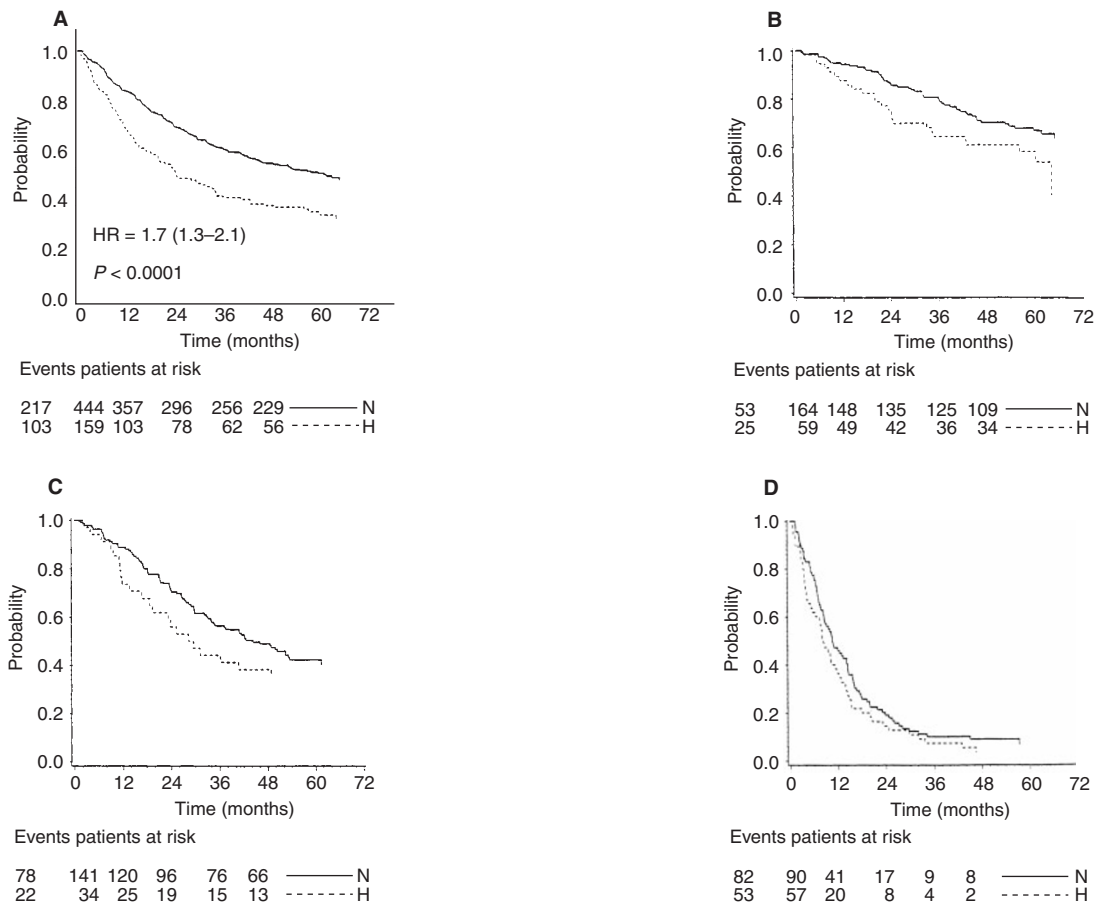 A
1.0
0.8
0.6
0.4
0.2
0.0
Probability
HR = 1.7 (1.3–2.1)
P < 0.0001
0 12 24 36 48 60 72
Time (months)
Events patients at risk
217 444 357 296 256 229 N
103 159 103 78 62 56 H
B
1.0
0.8
0.6
0.4
0.2
0.0
Probability
0 12 24 36 48 60 72
Time (months)
Events patients at risk
53 164 148 135 125 109 N
25 59 49 42 36 34 H
C
1.0
0.8
0.6
0.4
0.2
0.0
Probability
0 12 24 36 48 60 72
Time (months)
Events patients at risk
78 141 120 96 76 66 N
22 34 25 19 15 13 H
D
1.0
0.8
0.6
0.4
0.2
0.0
Probability
0 12 24 36 48 60 72
Time (months)
Events patients at risk
82 90 41 17 9 8 N
53 57 20 8 4 2 H